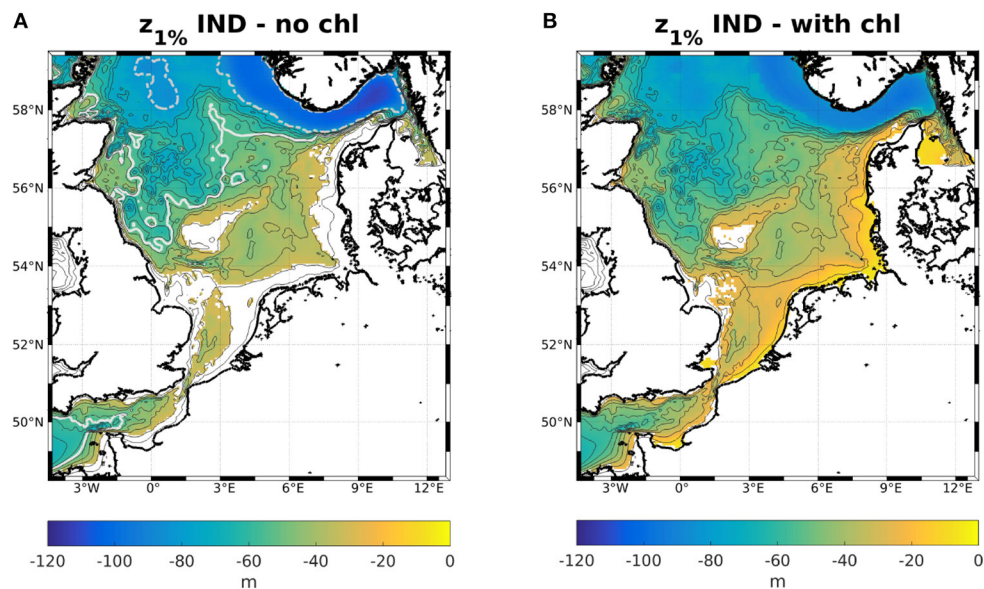 A
z1% IND - no chl
58°N
56°N
54°N
52°N
50°N
3°W 0° 3°E 6°E 9°E 12°E
-120 -100 -80 -60 -40 -20 0
m
B
z1% IND - with chl
58°N
56°N
54°N
52°N
50°N
3°W 0° 3°E 6°E 9°E 12°E
-120 -100 -80 -60 -40 -20 0
m